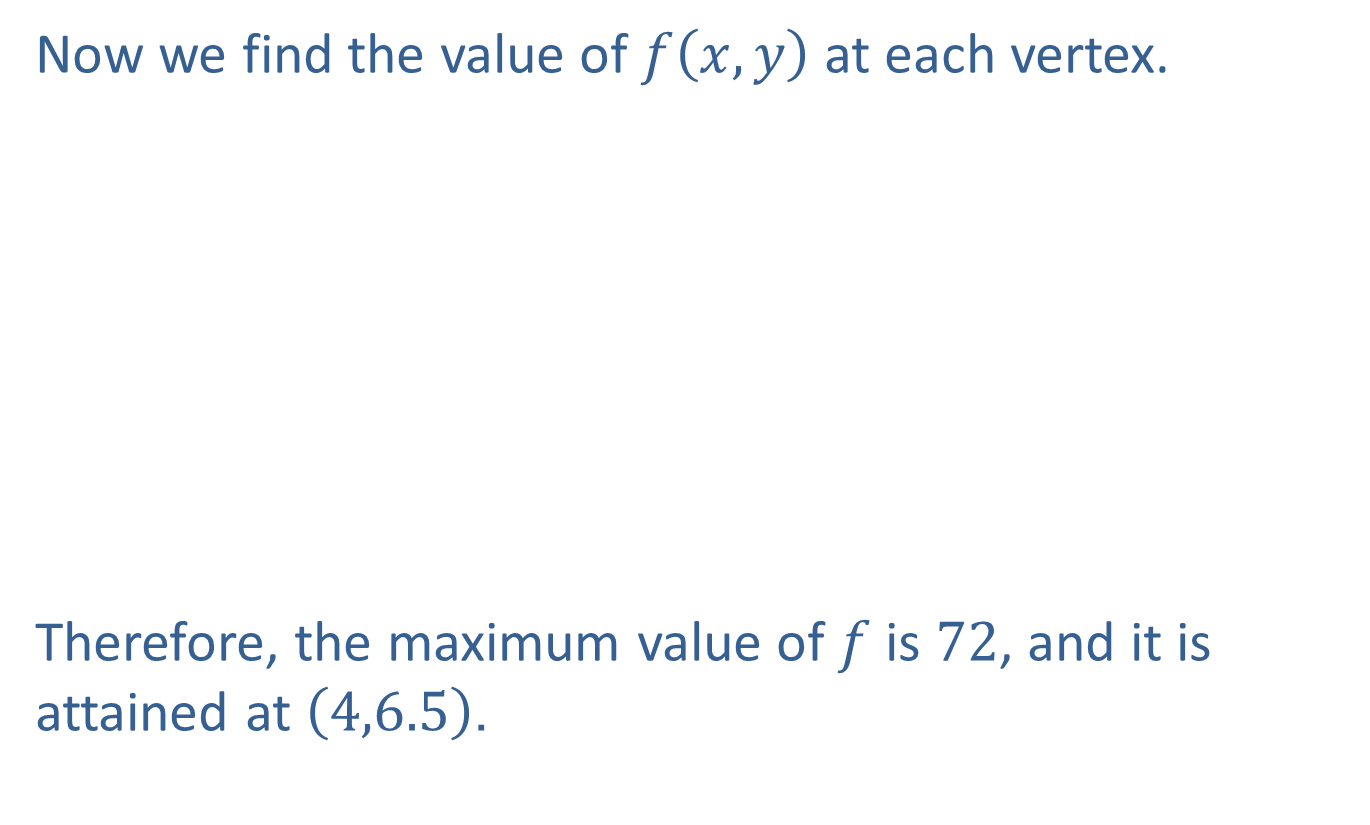 Now we find the value of f(x, y) at each vertex.
Therefore, the maximum value of f is 72, and it is
attained at (4,6.5).